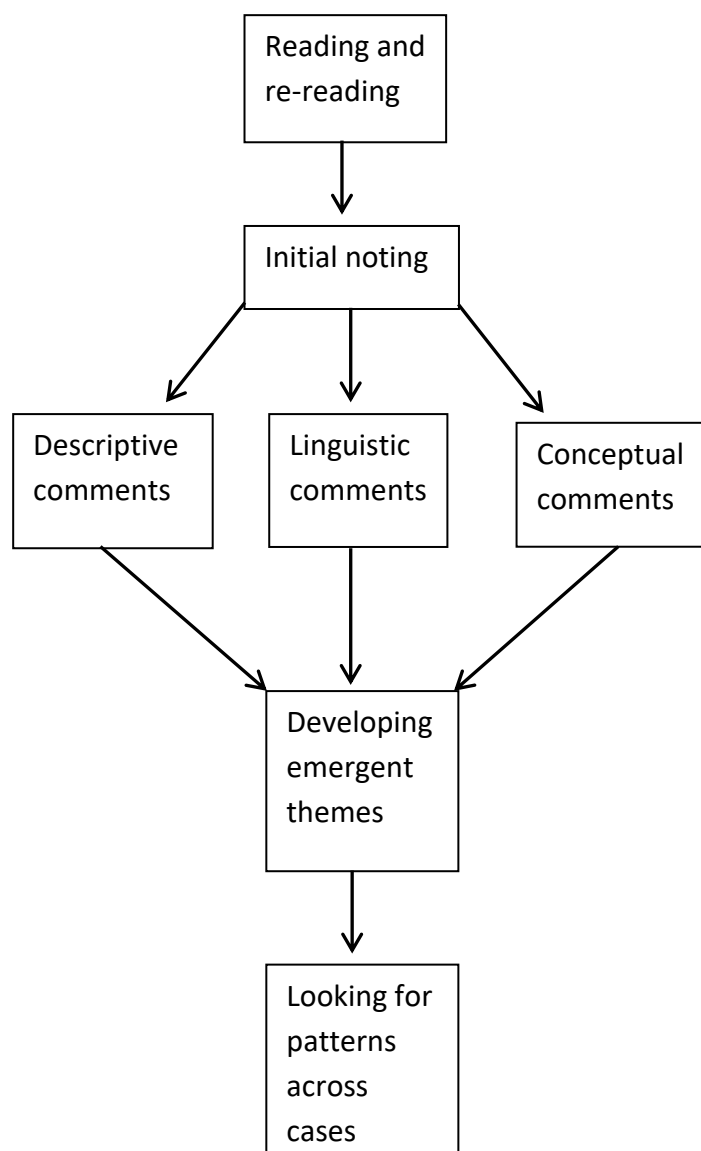 Reading and
re-reading
Initial noting
Descriptive
comments
Linguistic
comments
Conceptual
comments
Developing
emergent
themes
Looking for
patterns
across
cases